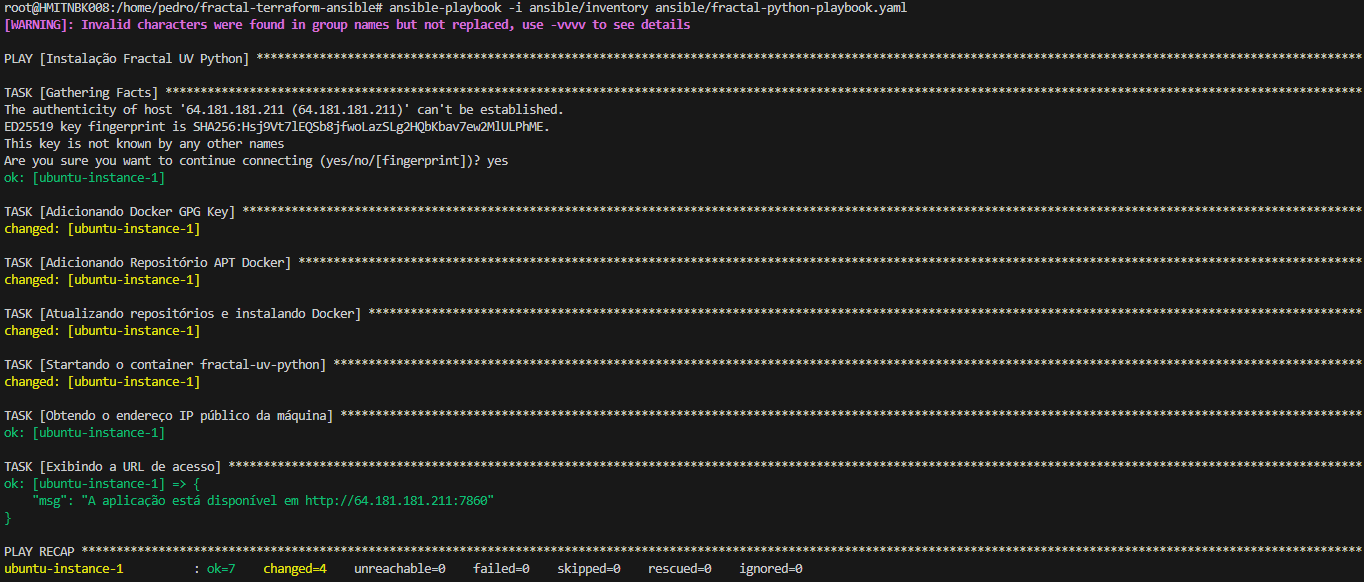 root@HMITNBK008:/home/pedro/fractal-terraform-ansible# ansible-playbook -i ansible/inventory ansible/fractal-python-playbook.yaml
[WARNING]: Invalid characters were found in group names but not replaced, use -vvvv to see details
PLAY [Instalação Fractal UV Python] ****************************************************************************************************************************************************************
TASK [Gathering Facts] *****************************************************************************************************************************************************************************
The authenticity of host '64.181.181.211 (64.181.181.211)' can't be established.
ED25519 key fingerprint is SHA256:Hsj9Vt7lEQSb8jfwoLazSLg2HQbKbav7ew2MlULPhME.
This key is not known by any other names
Are you sure you want to continue connecting (yes/no/[fingerprint])? yes
ok: [ubuntu-instance-1]
TASK [Adicionando Docker GPG Key] ******************************************************************************************************************************************************************
changed: [ubuntu-instance-1]
TASK [Adicionando Repositório APT Docker] **********************************************************************************************************************************************************
changed: [ubuntu-instance-1]
TASK [Atualizando repositórios e instalando Docker] ************************************************************************************************************************************************
changed: [ubuntu-instance-1]
TASK [Startando o container fractal-uv-python] *****************************************************************************************************************************************************
changed: [ubuntu-instance-1]
TASK [Obtendo o endereço IP público da máquina] ****************************************************************************************************************************************************
ok: [ubuntu-instance-1]
TASK [Exibindo a URL de acesso] ********************************************************************************************************************************************************************
ok: [ubuntu-instance-1] => {
    "msg": "A aplicação está disponível em http://64.181.181.211:7860"
}
PLAY RECAP *****************************************************************************************************************************************************************************************
ubuntu-instance-1          : ok=7    changed=4    unreachable=0    failed=0    skipped=0    rescued=0    ignored=0